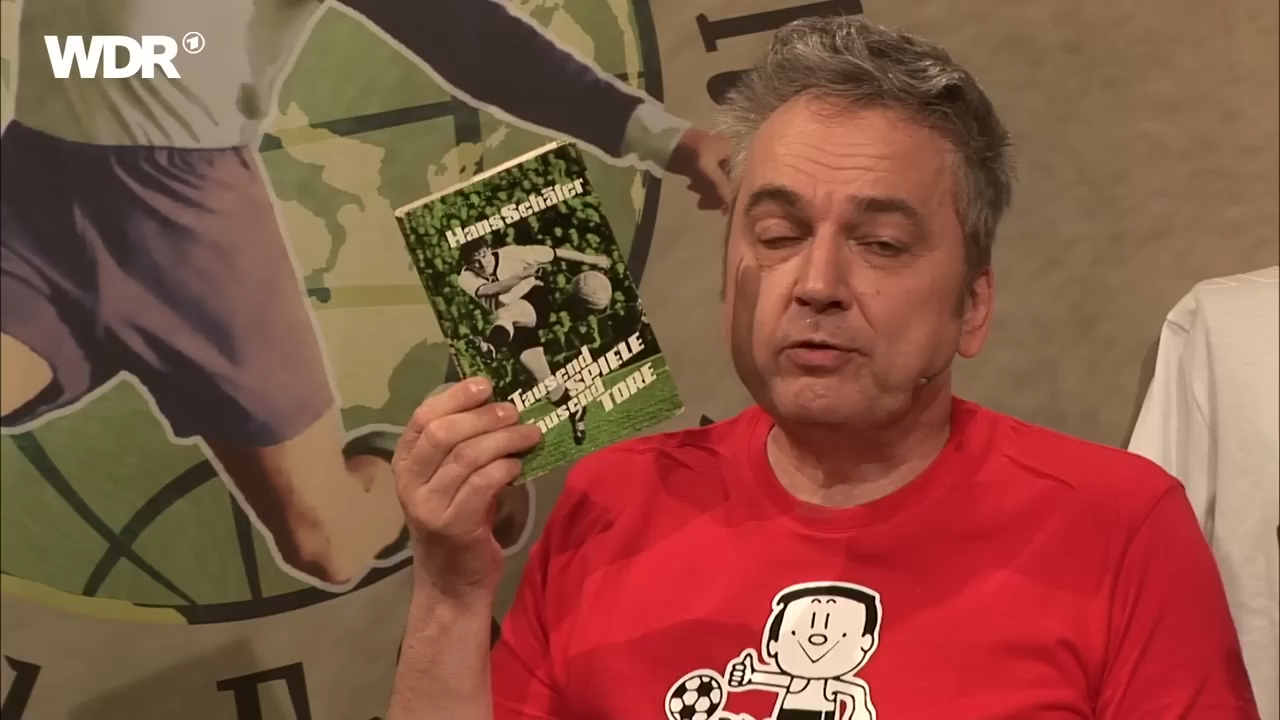 WDR
Hans Schäfer
Tausend
SPIELE
Tausend
TORE